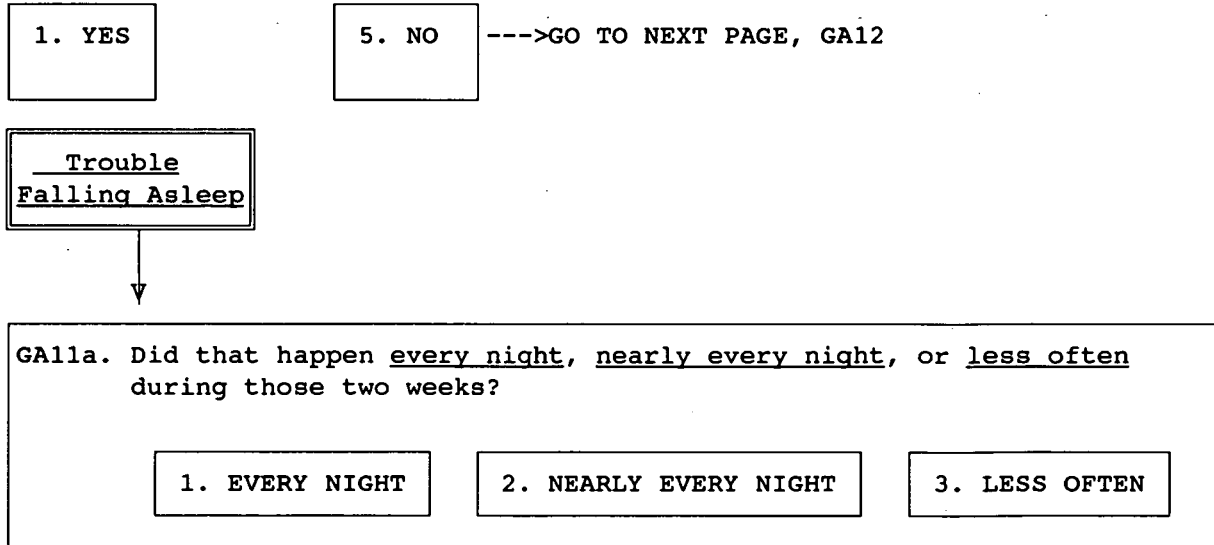 1. YES 5. NO --->GO TO NEXT PAGE, GA12
Trouble
Falling Asleep
GA11a. Did that happen every night, nearly every night, or less often
during those two weeks?
1. EVERY NIGHT 2. NEARLY EVERY NIGHT 3. LESS OFTEN